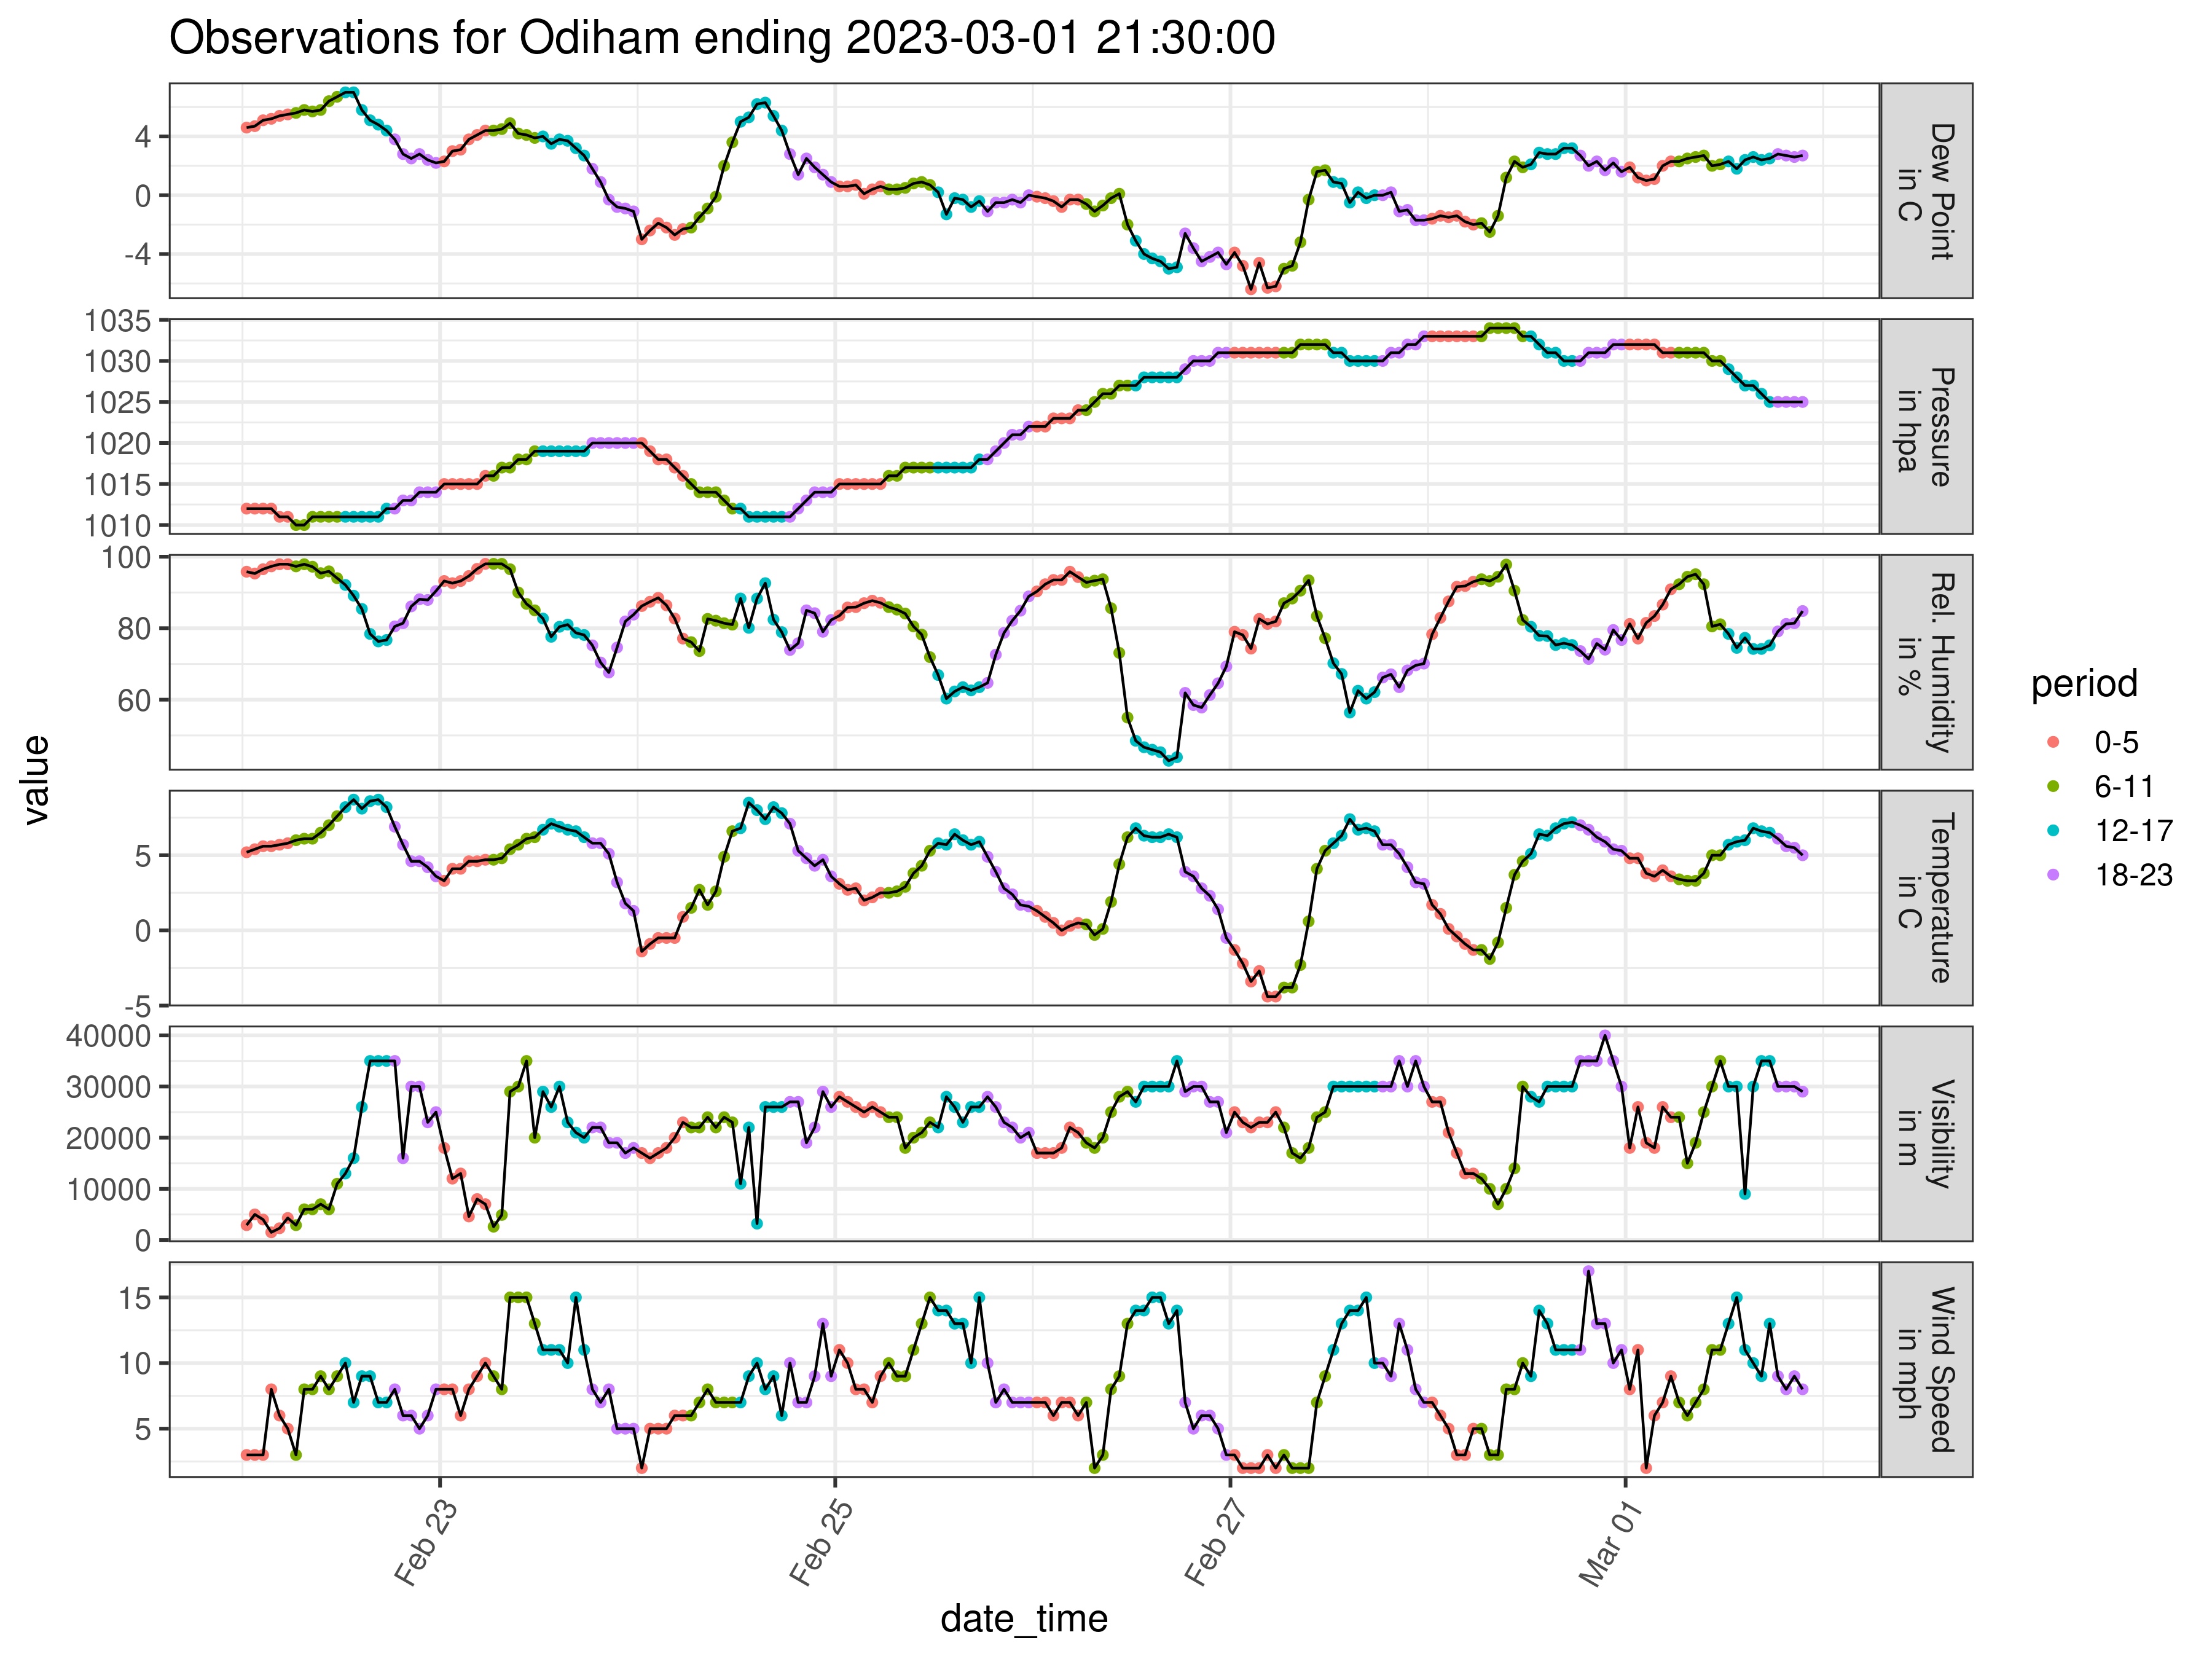 Observations for Odiham ending 2023-03-01 21:30:00
value
4
0
-4
Dew Point
in C
1035
1030
1025
1020
1015
1010
Pressure
in hpa
100
80
60
Rel. Humidity
in %
5
0
-5
Temperature
in C
40000
30000
20000
10000
0
Visibility
in m
15
10
5
Wind Speed
in mph
Feb 23
Feb 25
Feb 27
Mar 01
date_time
period
0-5
6-11
12-17
18-23